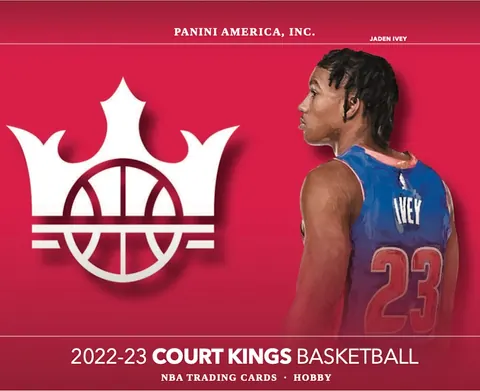 PANINI AMERICA, INC.
JADEN IVEY
IVEY
23
2022-23 COURT KINGS BASKETBALL
NBA TRADING CARDS · HOBBY